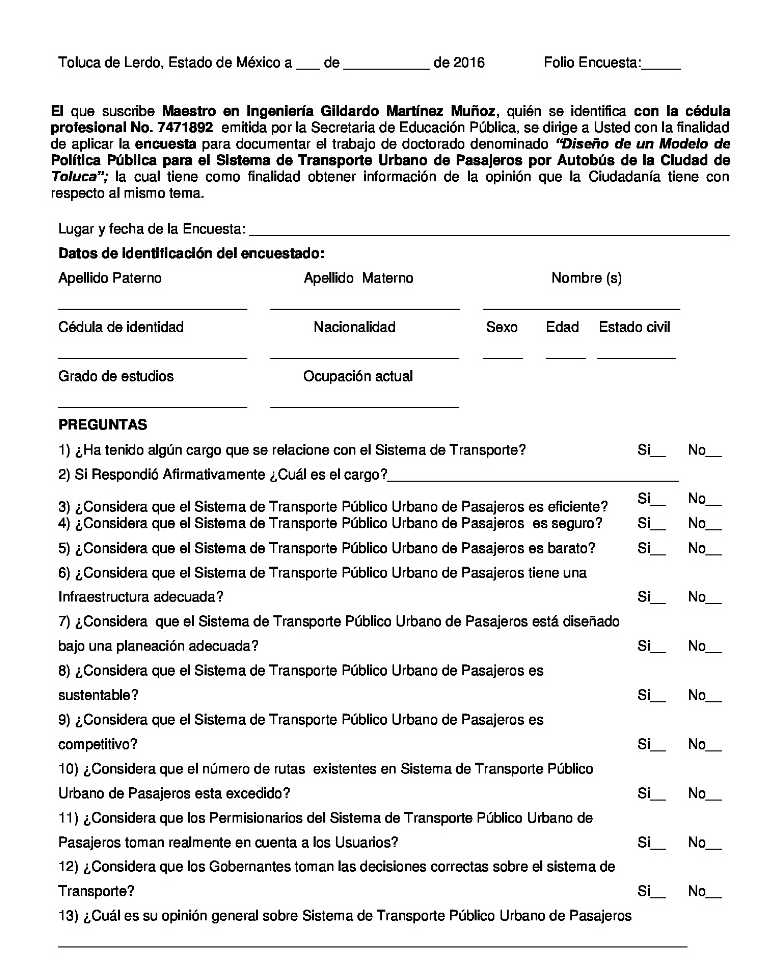 Toluca de Lerdo, Estado de México a ___ de ___________ de 2016 Folio Encuesta:_____
El que suscribe Maestro en Ingeniería Gildardo Martínez Muñoz, quién se identifica con la cédula
profesional No. 7471892 emitida por la Secretaria de Educación Pública, se dirige a Usted con la finalidad
de aplicar la encuesta para documentar el trabajo de doctorado denominado “Diseño de un Modelo de
Política Pública para el Sistema de Transporte Urbano de Pasajeros por Autobús de la Ciudad de
Toluca”; la cual tiene como finalidad obtener información de la opinión que la Ciudadanía tiene con
respecto al mismo tema.
Lugar y fecha de la Encuesta: ____________________________________________________________
Datos de identificación del encuestado:
Apellido Paterno Apellido Materno Nombre (s)
________________________ ________________________ _________________________
Cédula de identidad Nacionalidad Sexo Edad Estado civil
________________________ ________________________ _____ _____ __________
Grado de estudios Ocupación actual
________________________ ________________________
PREGUNTAS
1) ¿Ha tenido algún cargo que se relacione con el Sistema de Transporte? Si__ No__
2) Si Respondió Afirmativamente ¿Cuál es el cargo?_____________________________________
3) ¿Considera que el Sistema de Transporte Público Urbano de Pasajeros es eficiente? Si__ No__
4) ¿Considera que el Sistema de Transporte Público Urbano de Pasajeros es seguro? Si__ No__
5) ¿Considera que el Sistema de Transporte Público Urbano de Pasajeros es barato? Si__ No__
6) ¿Considera que el Sistema de Transporte Público Urbano de Pasajeros tiene una
Infraestructura adecuada? Si__ No__
7) ¿Considera que el Sistema de Transporte Público Urbano de Pasajeros está diseñado
bajo una planeación adecuada? Si__ No__
8) ¿Considera que el Sistema de Transporte Público Urbano de Pasajeros es
sustentable? Si__ No__
9) ¿Considera que el Sistema de Transporte Público Urbano de Pasajeros es
competitivo? Si__ No__
10) ¿Considera que el número de rutas existentes en Sistema de Transporte Público
Urbano de Pasajeros esta excedido? Si__ No__
11) ¿Considera que los Permisionarios del Sistema de Transporte Público Urbano de
Pasajeros toman realmente en cuenta a los Usuarios? Si__ No__
12) ¿Considera que los Gobernantes toman las decisiones correctas sobre el sistema de
Transporte? Si__ No__
13) ¿Cuál es su opinión general sobre Sistema de Transporte Público Urbano de Pasajeros
________________________________________________________________________________